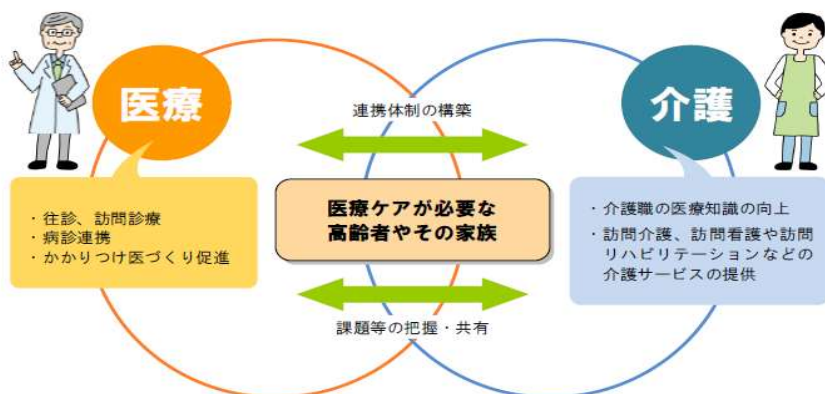 医療
介護
連携体制の構築
・往診、訪問診療
・病診連携
・かかりつけ医づくり促進
医療ケアが必要な
高齢者やその家族
・介護職の医療知識の向上
・訪問介護、訪問看護や訪問
リハビリテーションなどの
介護サービスの提供
課題等の把握・共有